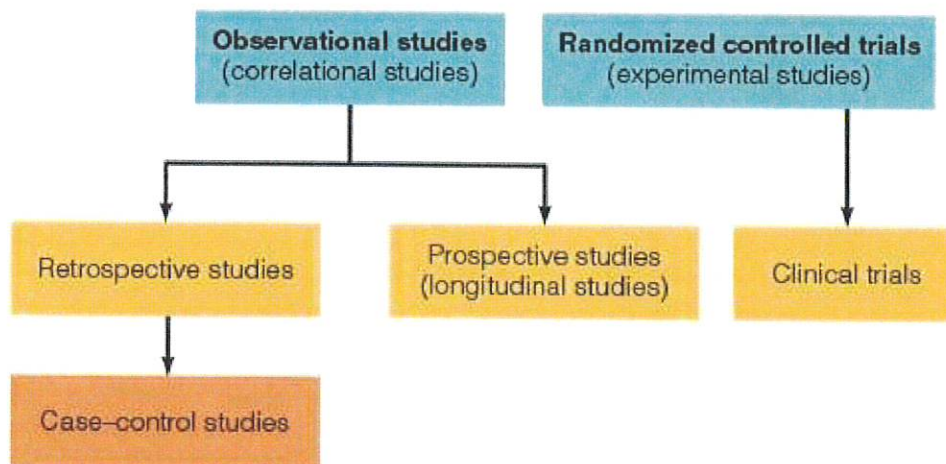 Observational studies
(correlational studies)
Randomized controlled trials
(experimental studies)
Retrospective studies
Prospective studies
(longitudinal studies)
Clinical trials
Case–control studies